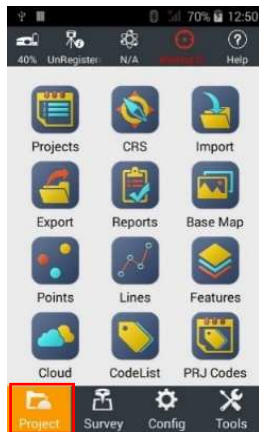 70% 12:50
40% UnRegister N/A Help
Projects CRS Import
Export Reports Base Map
Points Lines Features
Cloud CodeList PRJ Codes
Project Survey Config Tools